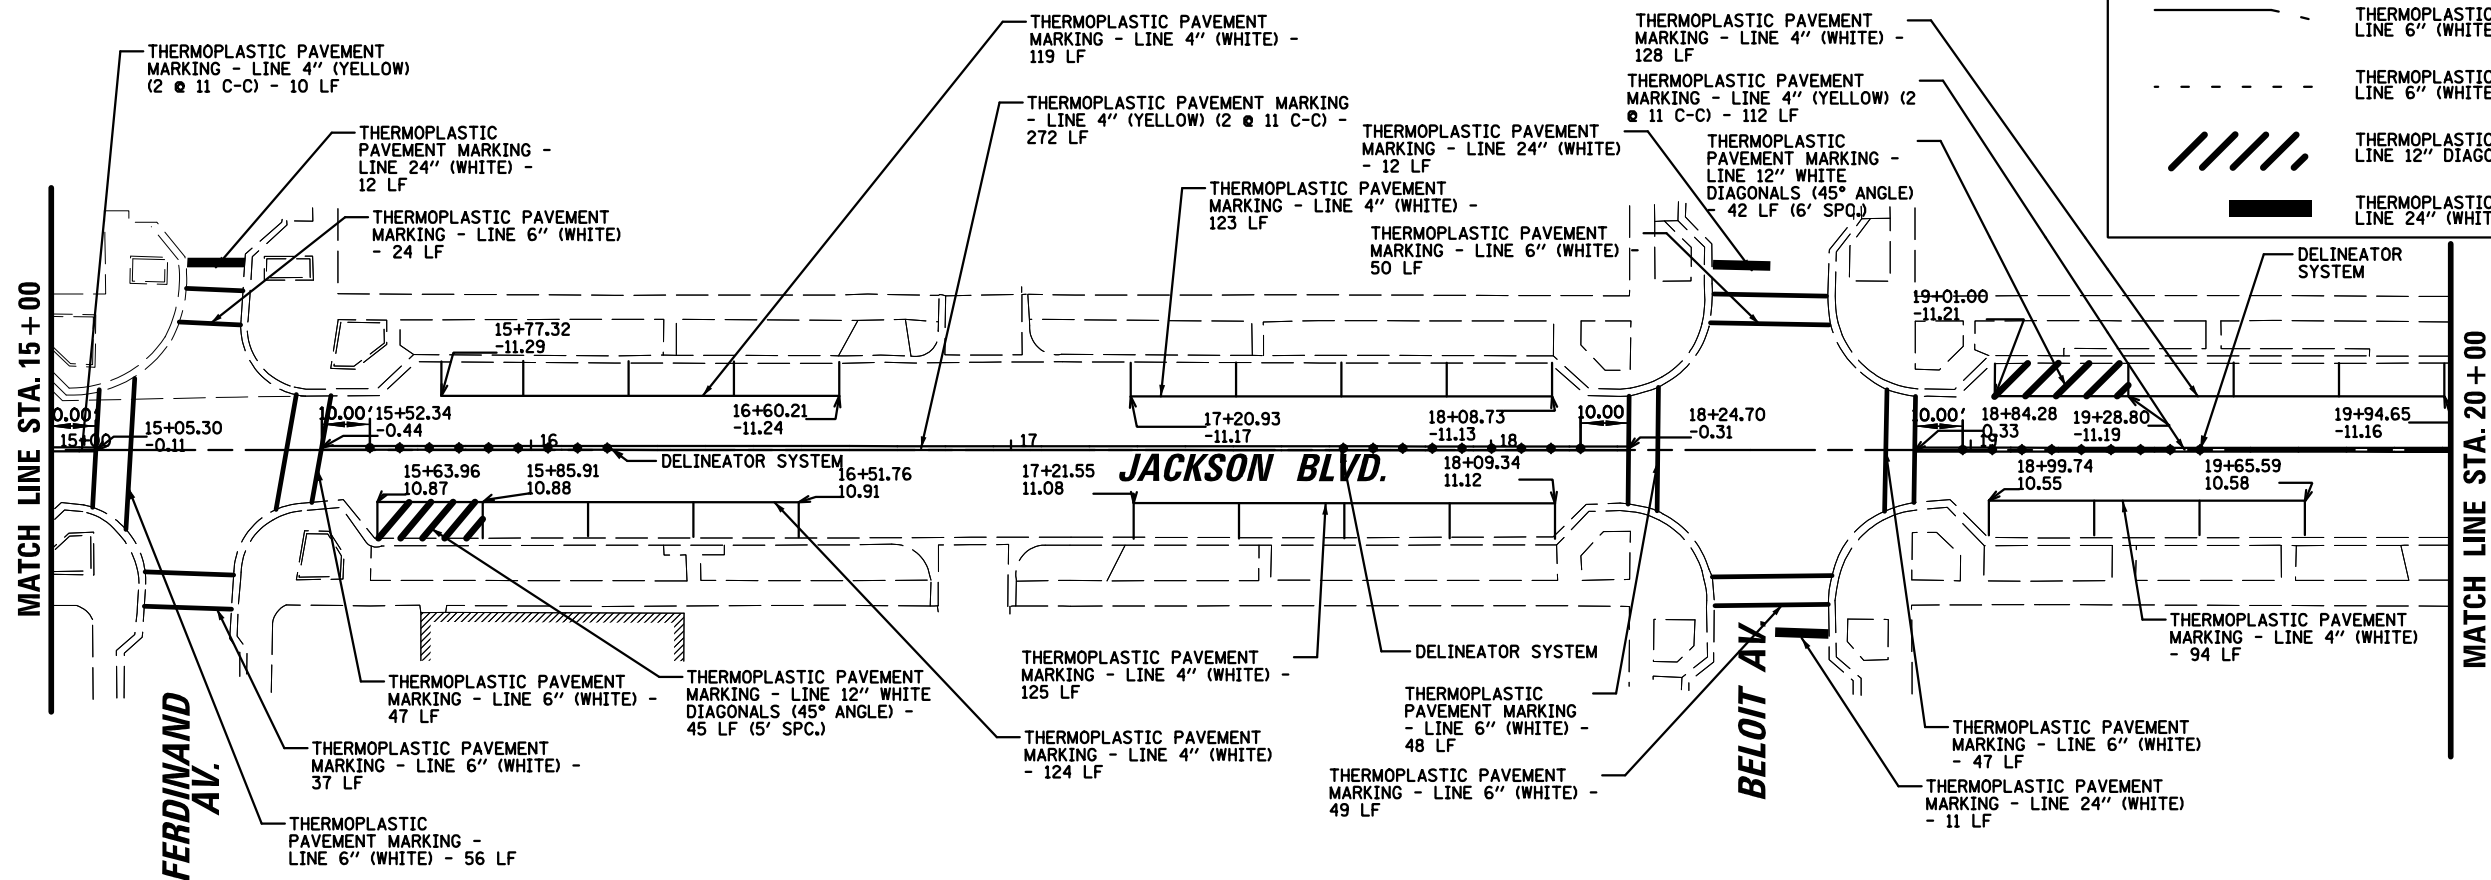 THERMOPLASTIC PAVEMENT
MARKING - LINE 4" (YELLOW)
(2 @ 11 C-C) - 10 LF
THERMOPLASTIC
PAVEMENT MARKING -
LINE 24" (WHITE) -
12 LF
THERMOPLASTIC PAVEMENT
MARKING - LINE 6" (WHITE)
- 24 LF
THERMOPLASTIC PAVEMENT
MARKING - LINE 4" (WHITE) -
119 LF
THERMOPLASTIC PAVEMENT MARKING
- LINE 4" (YELLOW) (2 @ 11 C-C) -
272 LF
THERMOPLASTIC PAVEMENT
MARKING - LINE 4" (WHITE) -
123 LF
THERMOPLASTIC PAVEMENT
MARKING - LINE 24" (WHITE)
- 12 LF
THERMOPLASTIC PAVEMENT
MARKING - LINE 6" (WHITE) -
50 LF
THERMOPLASTIC PAVEMENT
MARKING - LINE 4" (WHITE) -
128 LF
THERMOPLASTIC PAVEMENT
MARKING - LINE 4" (YELLOW) (2
@ 11 C-C) - 112 LF
THERMOPLASTIC
PAVEMENT MARKING -
LINE 12" WHITE
DIAGONALS (45° ANGLE)
- 42 LF (6' SPC.)
THERMOPLASTIC
LINE 6" (WHITE
THERMOPLASTIC
LINE 6" (WHITE
THERMOPLASTIC
LINE 12" DIAGO
THERMOPLASTIC
LINE 24" (WHIT
DELINEATOR
SYSTEM
MATCH LINE STA. 15+00
0.00'
15+00
15+05.30
-0.11
10.00'
15+52.34
-0.44
15+77.32
-11.29
16
16+60.21
-11.24
17
17+20.93
-11.17
18+08.73
-11.13
18
10.00
18+24.70
-0.31
19+01.00
-11.21
10.00'
18+84.28
0.33
19
19+28.80
-11.19
19+94.65
-11.16
MATCH LINE STA. 20+00
15+63.96
10.87
15+85.91
10.88
DELINEATOR SYSTEM
16+51.76
10.91
17+21.55
11.08
JACKSON BLVD.
18+09.34
11.12
18+99.74
10.55
19+65.59
10.58
THERMOPLASTIC PAVEMENT
MARKING - LINE 6" (WHITE) -
47 LF
THERMOPLASTIC PAVEMENT
MARKING - LINE 12" WHITE
DIAGONALS (45° ANGLE) -
45 LF (5' SPC.)
THERMOPLASTIC PAVEMENT
MARKING - LINE 4" (WHITE) -
125 LF
DELINEATOR SYSTEM
THERMOPLASTIC PAVEMENT
MARKING - LINE 4" (WHITE)
- 94 LF
FERDINAND
AV.
THERMOPLASTIC PAVEMENT
MARKING - LINE 6" (WHITE) -
37 LF
THERMOPLASTIC PAVEMENT
MARKING - LINE 4" (WHITE)
- 124 LF
THERMOPLASTIC
PAVEMENT MARKING
- LINE 6" (WHITE) -
48 LF
BELOIT AV.
THERMOPLASTIC PAVEMENT
MARKING - LINE 6" (WHITE)
- 47 LF
THERMOPLASTIC
PAVEMENT MARKING -
LINE 6" (WHITE) - 56 LF
THERMOPLASTIC PAVEMENT
MARKING - LINE 6" (WHITE) -
49 LF
THERMOPLASTIC PAVEMENT
MARKING - LINE 24" (WHITE)
- 11 LF